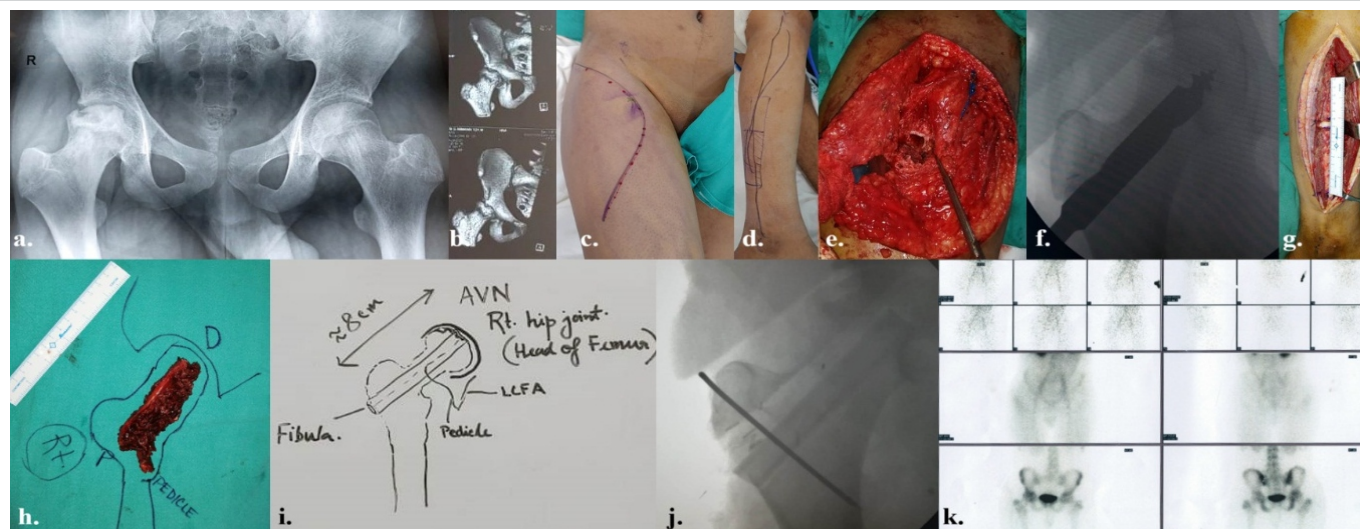 R
a.
b.
c.
d.
e.
f.
g.
h.
Rt
D
P
PEDICLE
i.
≈8cm
AVN
Rt. hip joint.
(Head of Femur)
LCFA
Pedicle
Fibula.
j.
k.